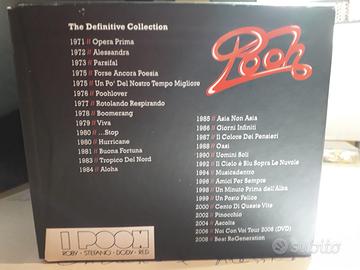 The Definitive Collection
1971 // Opera Prima
1972 // Alessandra
1973 // Parsifal
1975 // Forse Ancora Poesia
1975 // Un Po' Del Nostro Tempo Migliore
1976 // Poohlover
1977 // Rotolando Respirando
1978 // Boomerang
1979 // Viva
1980 // ...Stop
1980 // Hurricane
1981 // Buona Fortuna
1983 // Tropico Del Nord
1984 // Aloha
Pooh
1985 // Asia Non Asia
1986 // Giorni Infiniti
1987 // Il Colore Dei Pensieri
1988 // Oasi
1990 // Uomini Soli
1992 // Il Cielo è Blu Sopra Le Nuvole
1994 // Musicadentro
1996 // Amici Per Sempre
1998 // Un Minuto Prima dell'Alba
1999 // Un Posto Felice
2000 // Cento Di Queste Vite
2002 // Pinocchio
2004 // Ascolta
2006 // Noi Con Voi Tour 2006 (DVD)
2008 // Best ReGeneration
I POOH
ROBY - STEFANO - DODY - RED
subito